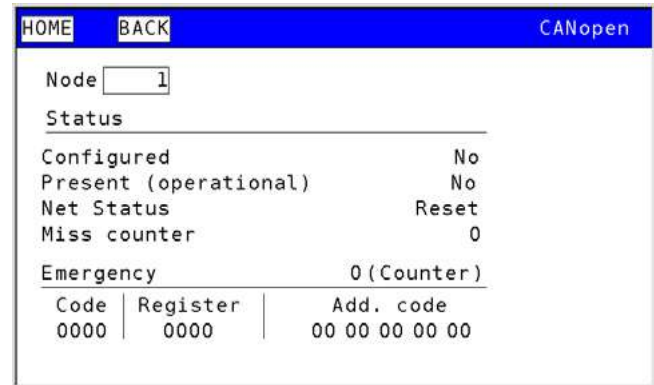 HOME BACK CANopen
Node 1
Status
Configured No
Present (operational) No
Net Status Reset
Miss counter 0
Emergency 0(Counter)
Code Register Add. code
0000 0000 00 00 00 00 00